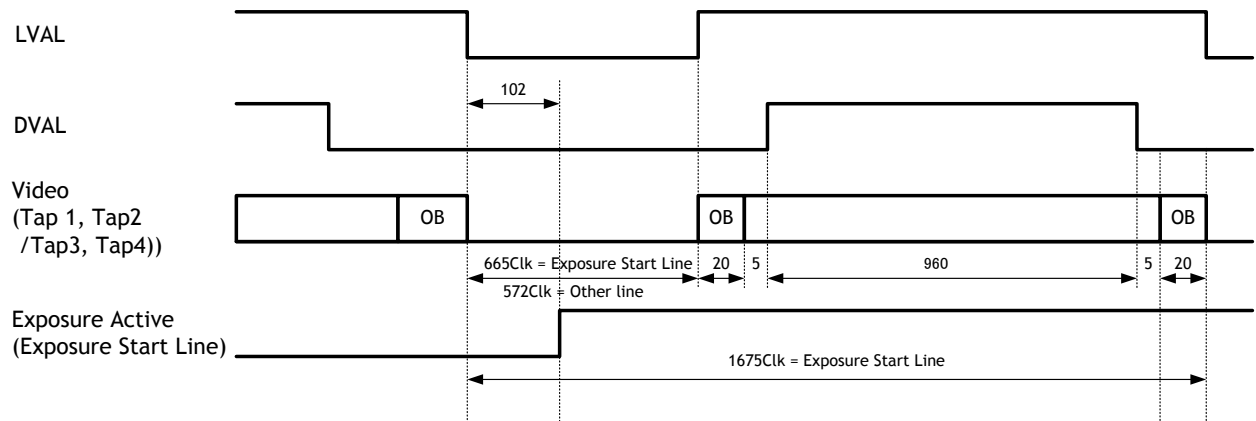 LVAL
102
DVAL
Video
(Tap 1, Tap2
/Tap3, Tap4))
OB
OB
OB
665Clk = Exposure Start Line
20
5
960
5
20
572Clk = Other line
Exposure Active
(Exposure Start Line)
1675Clk = Exposure Start Line